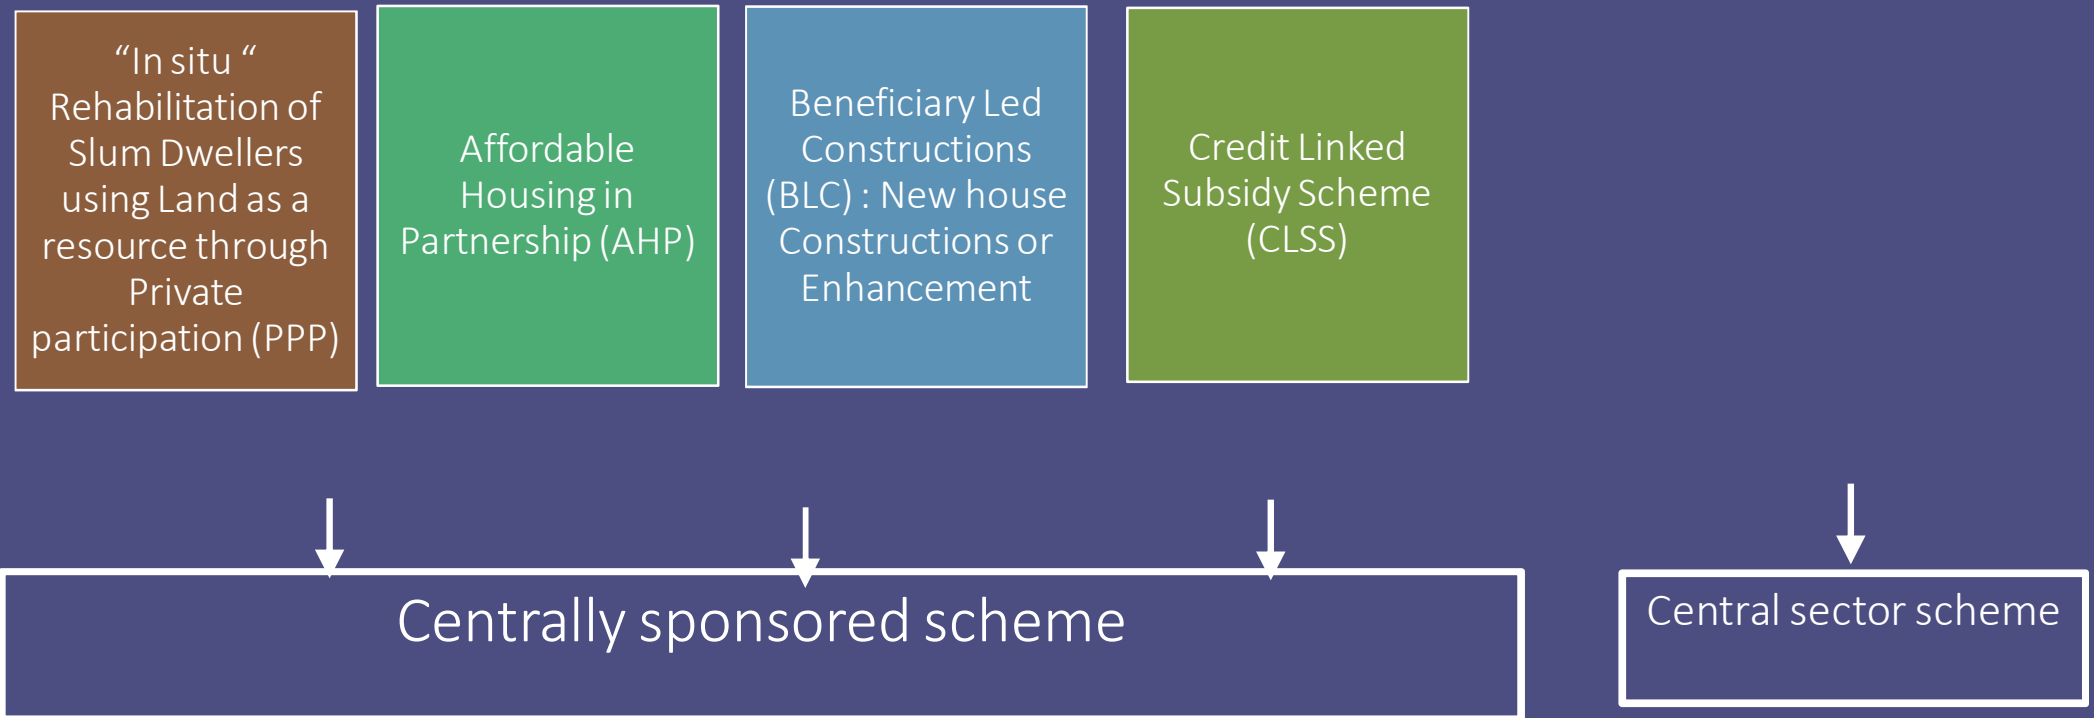 “In situ “
Rehabilitation of
Slum Dwellers
using Land as a
resource through
Private
participation (PPP)
Affordable
Housing in
Partnership (AHP)
Beneficiary Led
Constructions
(BLC) : New house
Constructions or
Enhancement
Credit Linked
Subsidy Scheme
(CLSS)
Centrally sponsored scheme
Central sector scheme